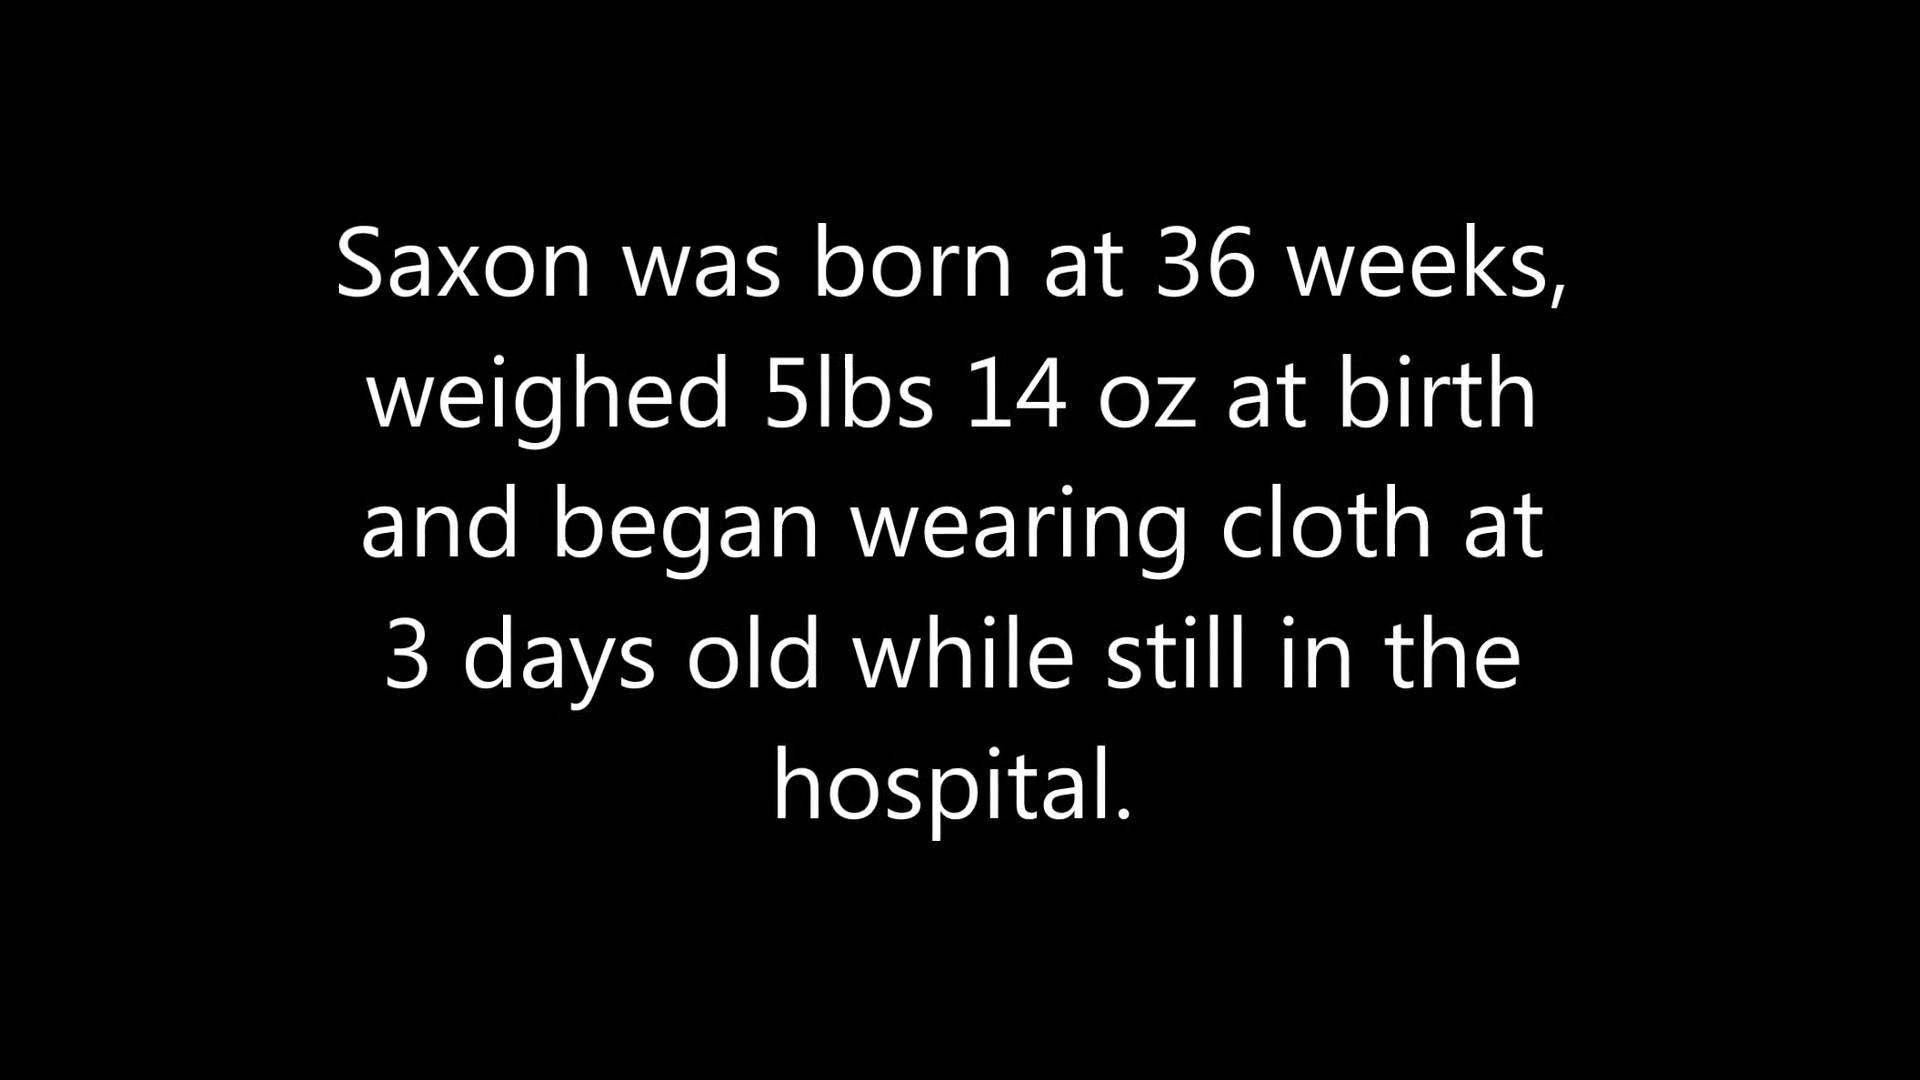 Saxon was born at 36 weeks,
weighed 5lbs 14 oz at birth
and began wearing cloth at
3 days old while still in the
hospital.